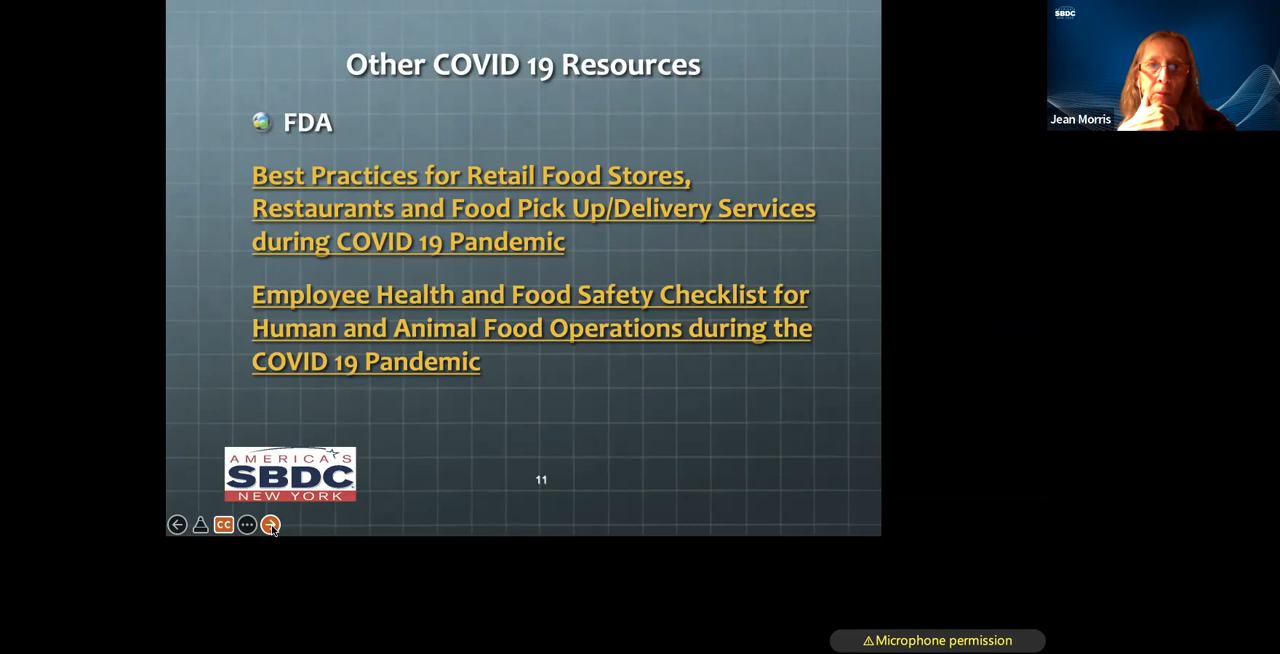 Other COVID 19 Resources
FDA
Best Practices for Retail Food Stores,
Restaurants and Food Pick Up/Delivery Services
during COVID 19 Pandemic
Employee Health and Food Safety Checklist for
Human and Animal Food Operations during the
COVID 19 Pandemic
AMERICA'S
SBDC
NEW YORK
11
CC
SBDC
NEW YORK
Jean Morris
Microphone permission